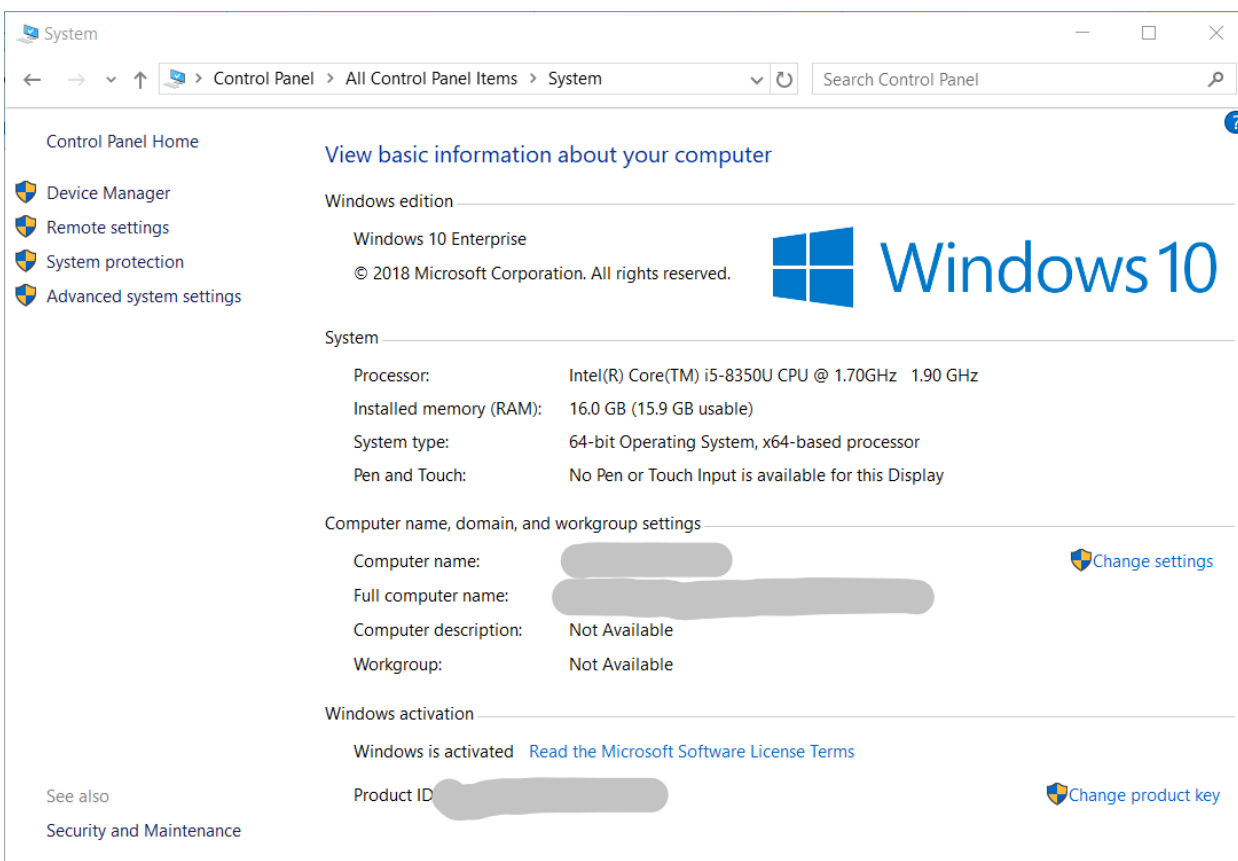 System
Control Panel > All Control Panel Items > System
Search Control Panel
Control Panel Home
Device Manager
Remote settings
System protection
Advanced system settings
See also
Security and Maintenance
?
View basic information about your computer
Windows edition
Windows 10 Enterprise
© 2018 Microsoft Corporation. All rights reserved.
Windows 10
System
Processor: Intel(R) Core(TM) i5-8350U CPU @ 1.70GHz 1.90 GHz
Installed memory (RAM): 16.0 GB (15.9 GB usable)
System type: 64-bit Operating System, x64-based processor
Pen and Touch: No Pen or Touch Input is available for this Display
Computer name, domain, and workgroup settings
Computer name: Change settings
Full computer name:
Computer description: Not Available
Workgroup: Not Available
Windows activation
Windows is activated Read the Microsoft Software License Terms
Product ID Change product key